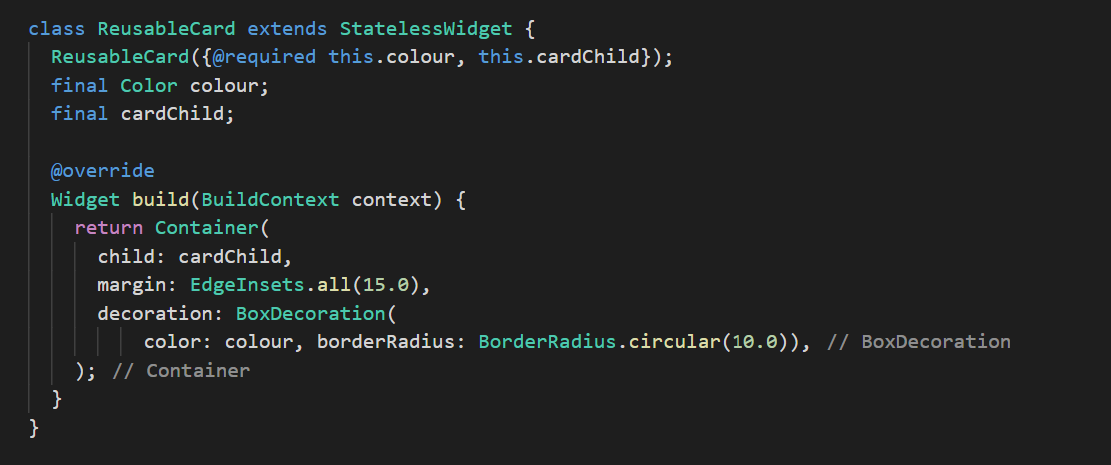 class ReusableCard extends StatelessWidget {
  ReusableCard({@required this.colour, this.cardChild});
  final Color colour;
  final cardChild;

  @override
  Widget build(BuildContext context) {
    return Container(
      child: cardChild,
      margin: EdgeInsets.all(15.0),
      decoration: BoxDecoration(
          color: colour, borderRadius: BorderRadius.circular(10.0)), // BoxDecoration
    ); // Container
  }
}